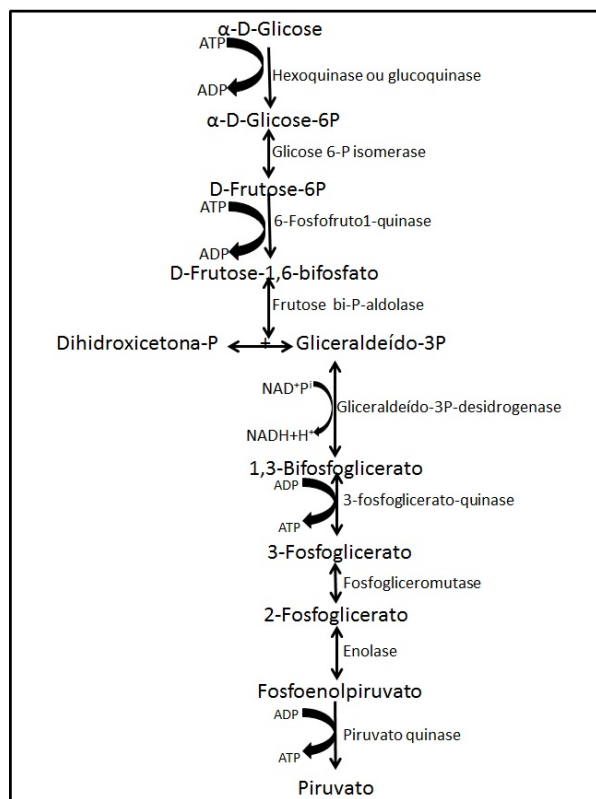 α-D-Glicose
ATP
Hexoquinase ou glucoquinase
ADP
α-D-Glicose-6P
Glicose 6-P isomerase
D-Frutose-6P
ATP
6-Fosfofruto1-quinase
ADP
D-Frutose-1,6-bifosfato
Frutose bi-P-aldolase
Dihidroxicetona-P + Gliceraldeído-3P
NAD⁺Pⁱ
Gliceraldeído-3P-desidrogenase
NADH+H⁺
1,3-Bifosfoglicerato
ADP
3-fosfoglicerato-quinase
ATP
3-Fosfoglicerato
Fosfogliceromutase
2-Fosfoglicerato
Enolase
Fosfoenolpiruvato
ADP
Piruvato quinase
ATP
Piruvato